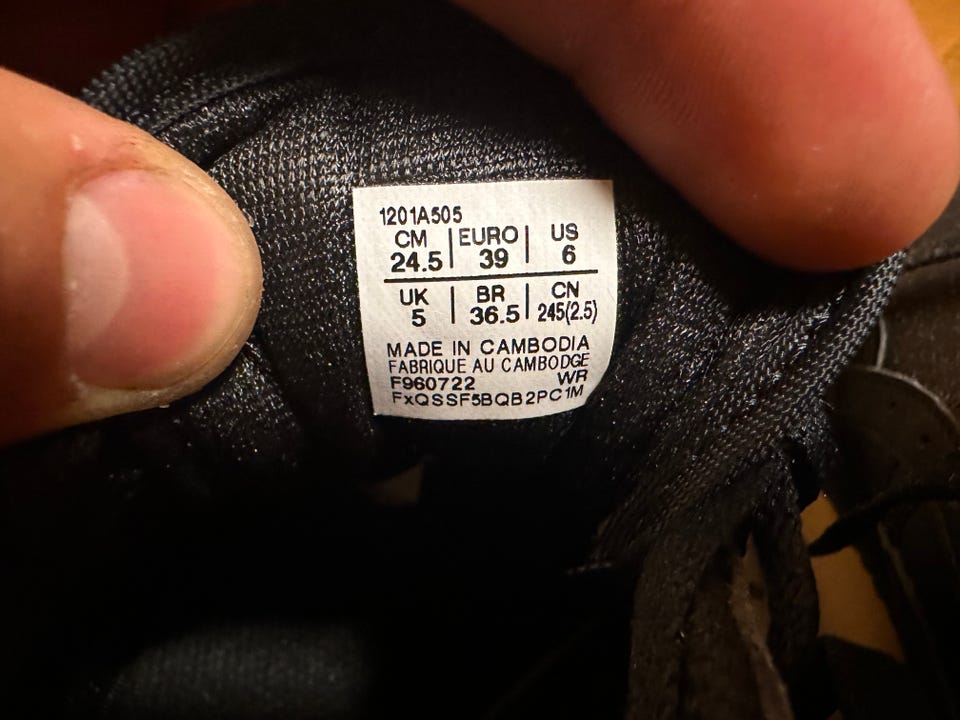 1201A505
CM | EURO | US
24.5 | 39 | 6
UK | BR | CN
5 | 36.5 | 245(2.5)
MADE IN CAMBODIA
FABRIQUE AU CAMBODGE
F960722 WR
FxQSSF5BQB2PC1M